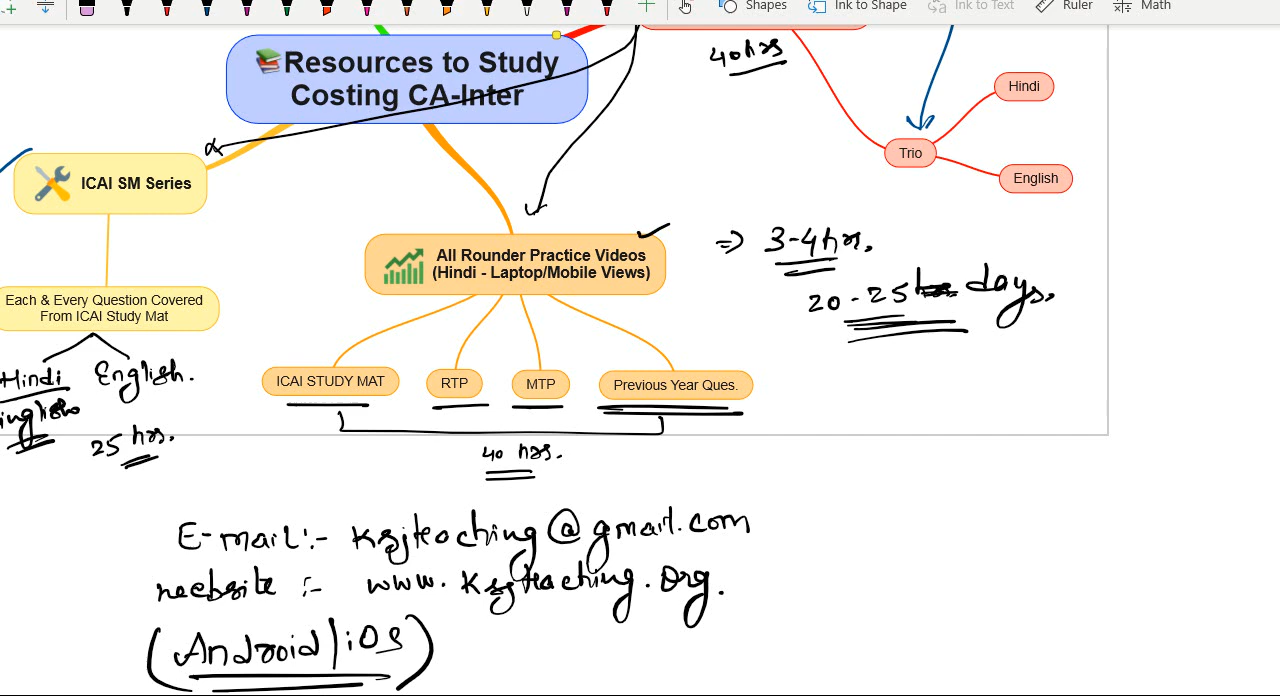 Shapes
Ink to Shape
Ink to Text
Ruler
Math
Resources to Study
Costing CA-Inter
40 hrs
Hindi
Trio
English
ICAI SM Series
All Rounder Practice Videos
(Hindi - Laptop/Mobile Views)
=> 3-4 hr.
20-25 days.
Each & Every Question Covered
From ICAI Study Mat
Hindi English.
25 hrs.
ICAI STUDY MAT
RTP
MTP
Previous Year Ques.
40 hrs.
E-mail :- ksjteaching@gmail.com
website :- www.ksjteaching.org.
(Android/iOS)